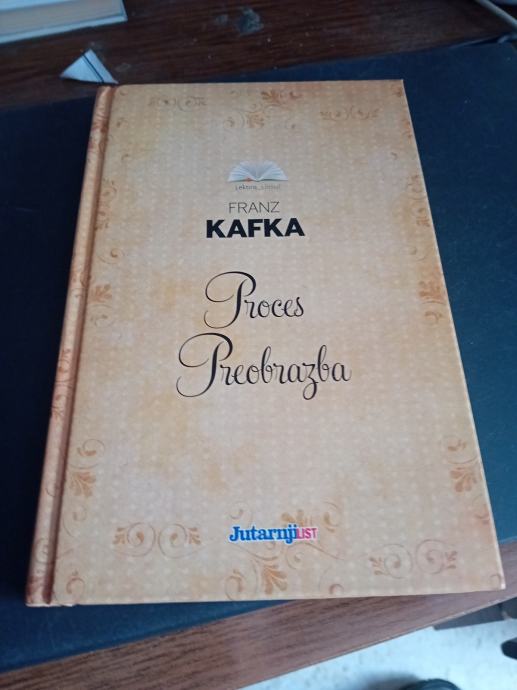 FRANZ
KAFKA
Proces
Preobrazba
JutarnjiLIST